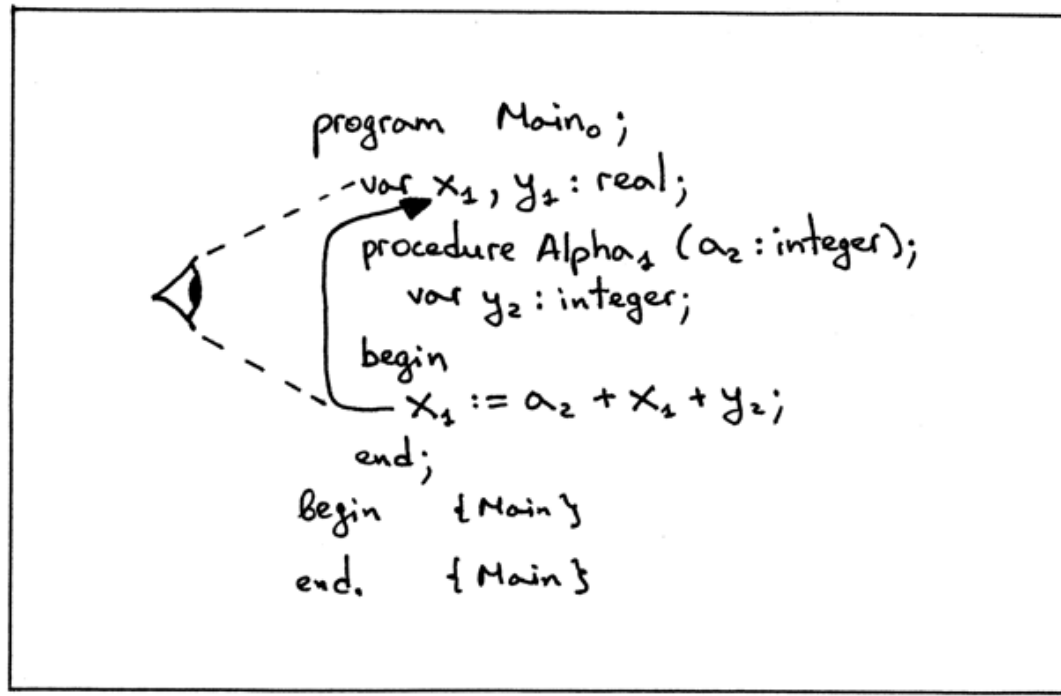 program Main₀;
var x₁, y₁ : real;
procedure Alpha₁ (a₂ : integer);
var y₂ : integer;
begin
x₁ := a₂ + x₁ + y₂;
end;
begin {Main}
end. {Main}